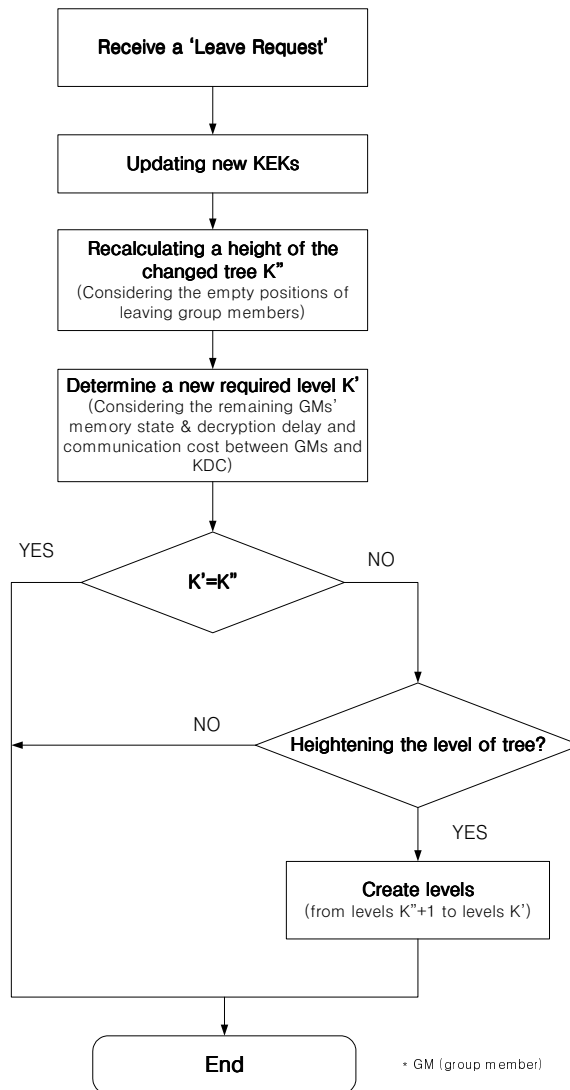 Receive a ‘Leave Request’
Updating new KEKs
Recalculating a height of the
changed tree K”
(Considering the empty positions of
leaving group members)
Determine a new required level K’
(Considering the remaining GMs’
memory state & decryption delay and
communication cost between GMs and
KDC)
YES
K’=K”
NO
NO
Heightening the level of tree?
YES
Create levels
(from levels K”+1 to levels K’)
End
* GM (group member)